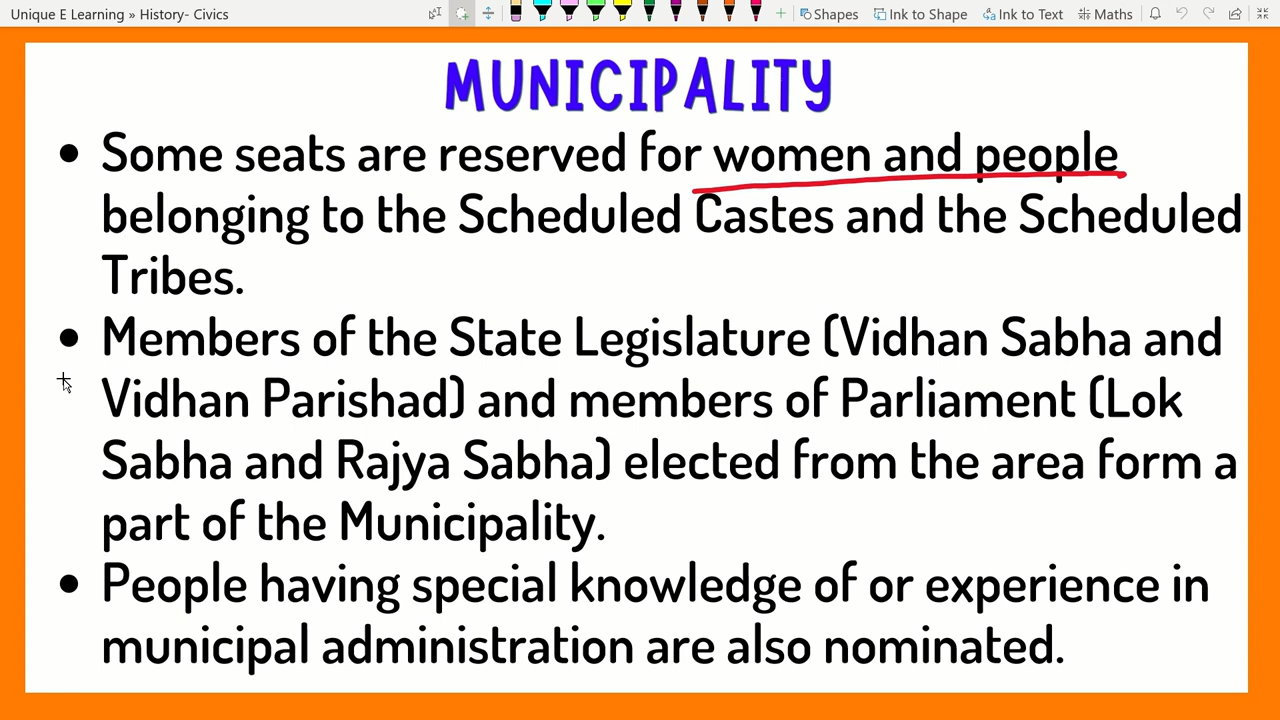 Unique E Learning » History- Civics
Shapes Ink to Shape Ink to Text Maths
MUNICIPALITY
• Some seats are reserved for women and people
belonging to the Scheduled Castes and the Scheduled
Tribes.
• Members of the State Legislature (Vidhan Sabha and
Vidhan Parishad) and members of Parliament (Lok
Sabha and Rajya Sabha) elected from the area form a
part of the Municipality.
• People having special knowledge of or experience in
municipal administration are also nominated.